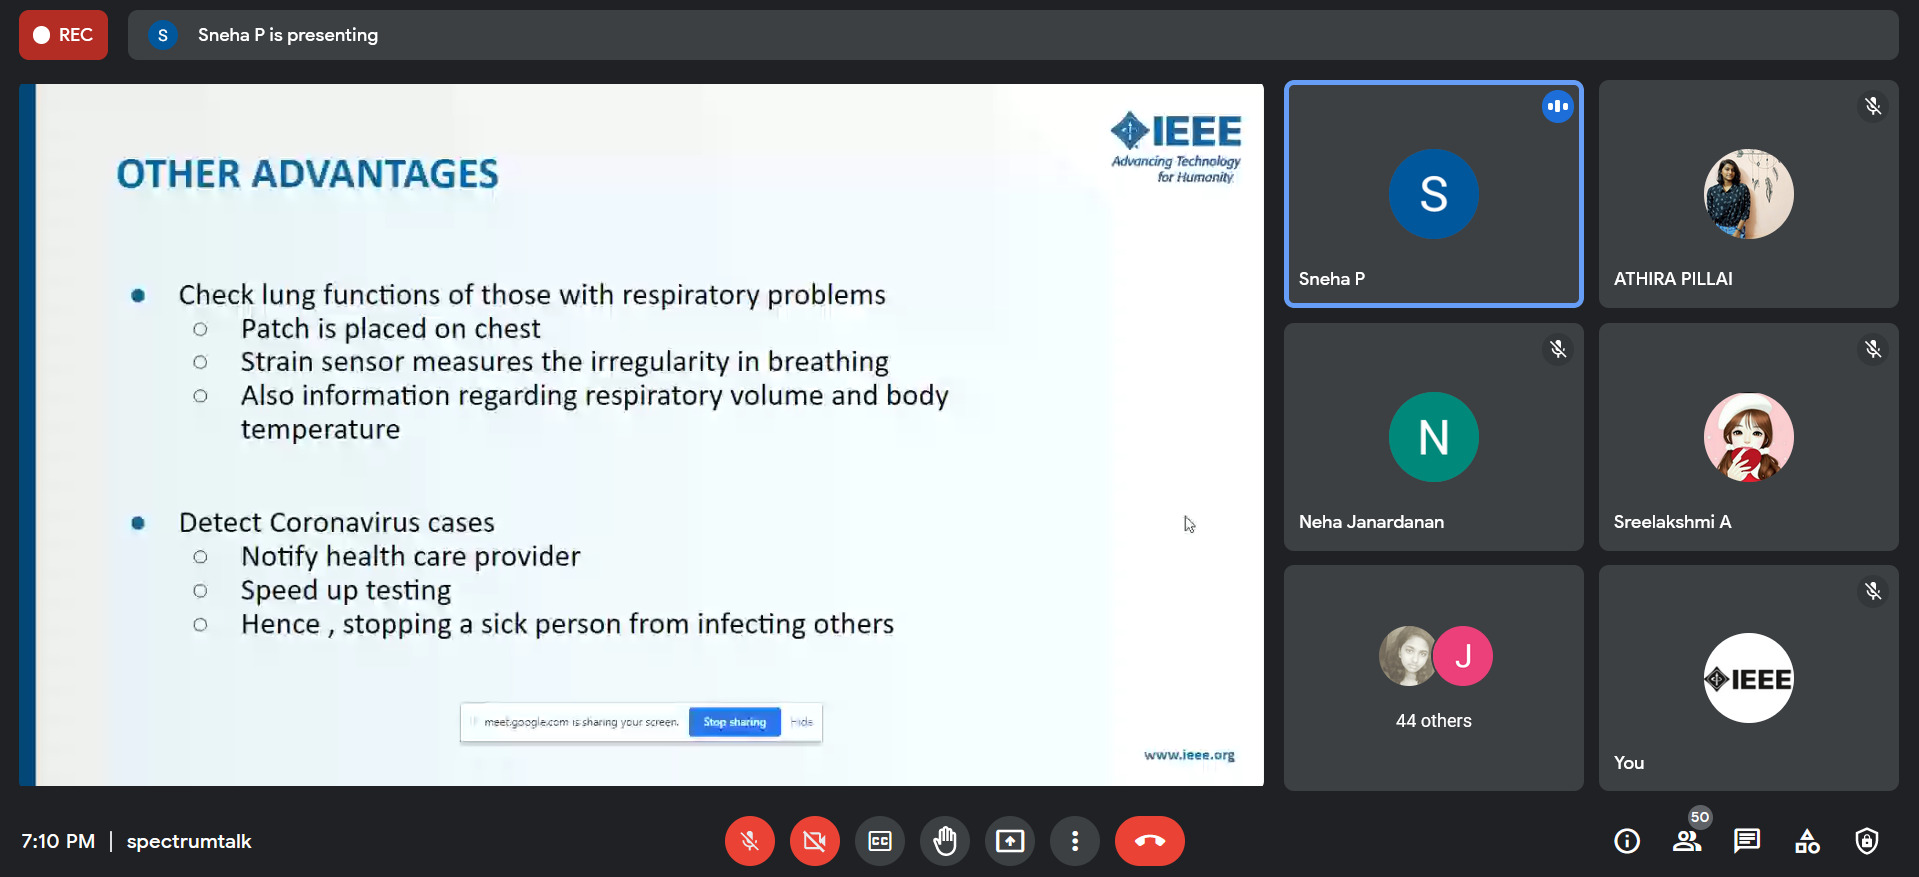 REC
S
Sneha P is presenting
IEEE
Advancing Technology
for Humanity
OTHER ADVANTAGES
Check lung functions of those with respiratory problems
Patch is placed on chest
Strain sensor measures the irregularity in breathing
Also information regarding respiratory volume and body
temperature
Detect Coronavirus cases
Notify health care provider
Speed up testing
Hence , stopping a sick person from infecting others
meet.google.com is sharing your screen.
Stop sharing
Hide
www.ieee.org
S
Sneha P
ATHIRA PILLAI
N
Neha Janardanan
Sreelakshmi A
J
44 others
IEEE
You
7:10 PM | spectrumtalk
CC
50